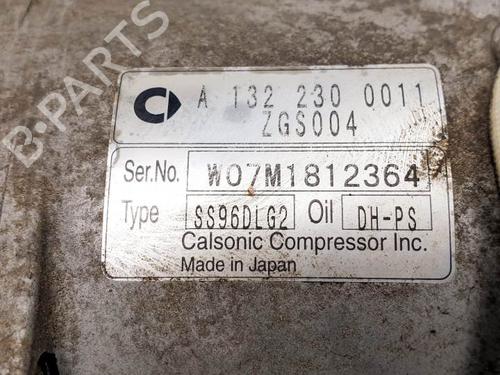 B-PARTS
A 132 230 0011
ZGS004
Ser.No. W07M1812364
Type SS96DLG2 Oil DH-PS
Calsonic Compressor Inc.
Made in Japan
B-PARTS